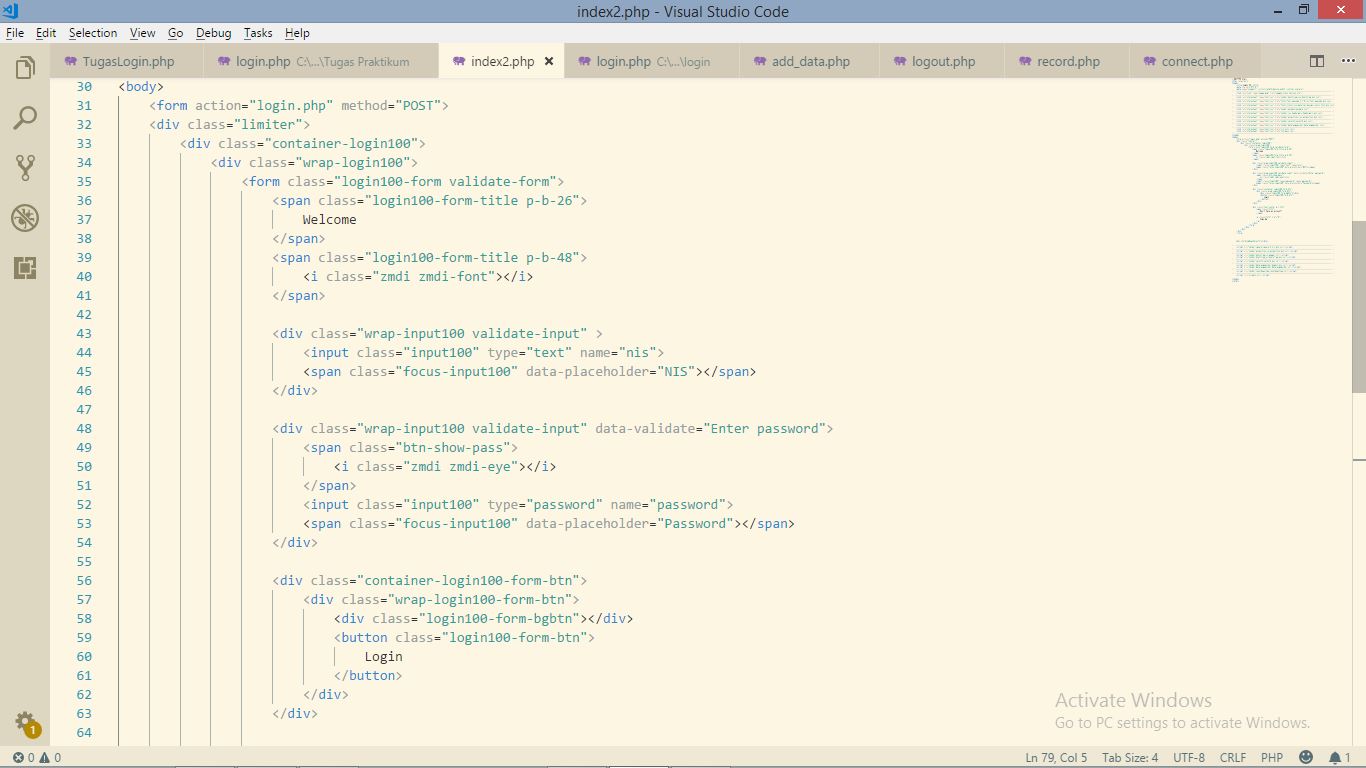 index2.php - Visual Studio Code
File Edit Selection View Go Debug Tasks Help
TugasLogin.php login.php C:\...\Tugas Praktikum index2.php login.php C:\...\login add_data.php logout.php record.php connect.php
30 <body>
31 <form action="login.php" method="POST">
32 <div class="limiter">
33 <div class="container-login100">
34 <div class="wrap-login100">
35 <form class="login100-form validate-form">
36 <span class="login100-form-title p-b-26">
37 Welcome
38 </span>
39 <span class="login100-form-title p-b-48">
40 <i class="zmdi zmdi-font"></i>
41 </span>
42
43 <div class="wrap-input100 validate-input" >
44 <input class="input100" type="text" name="nis">
45 <span class="focus-input100" data-placeholder="NIS"></span>
46 </div>
47
48 <div class="wrap-input100 validate-input" data-validate="Enter password">
49 <span class="btn-show-pass">
50 <i class="zmdi zmdi-eye"></i>
51 </span>
52 <input class="input100" type="password" name="password">
53 <span class="focus-input100" data-placeholder="Password"></span>
54 </div>
55
56 <div class="container-login100-form-btn">
57 <div class="wrap-login100-form-btn">
58 <div class="login100-form-bgbtn"></div>
59 <button class="login100-form-btn">
60 Login
61 </button>
62 </div>
63 </div>
64
Activate Windows
Go to PC settings to activate Windows.
1
0 0 Ln 79, Col 5 Tab Size: 4 UTF-8 CRLF PHP 1